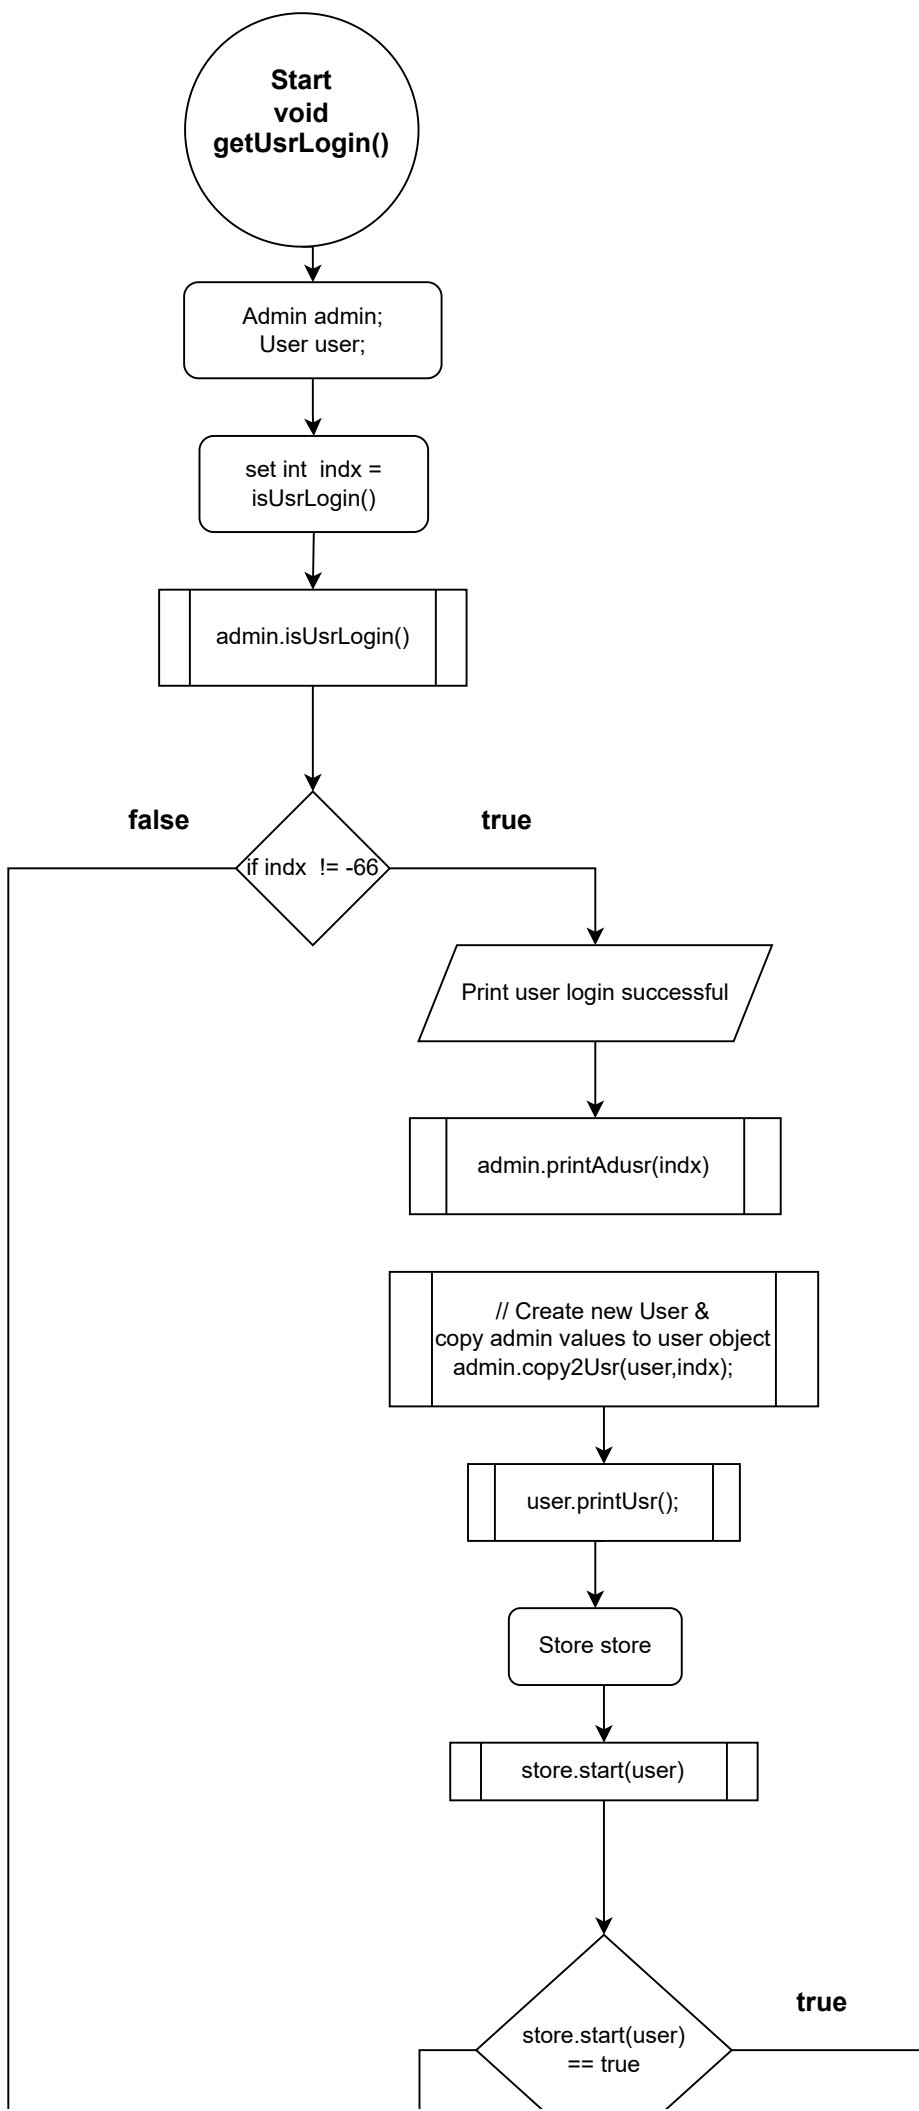 Start
void
getUsrLogin()
Admin admin;
User user;
set int  indx =
isUsrLogin()
admin.isUsrLogin()
false
true
if indx  != -66
Print user login successful
admin.printAdusr(indx)
// Create new User &
copy admin values to user object
admin.copy2Usr(user,indx);
user.printUsr();
Store store
store.start(user)
true
store.start(user)
== true